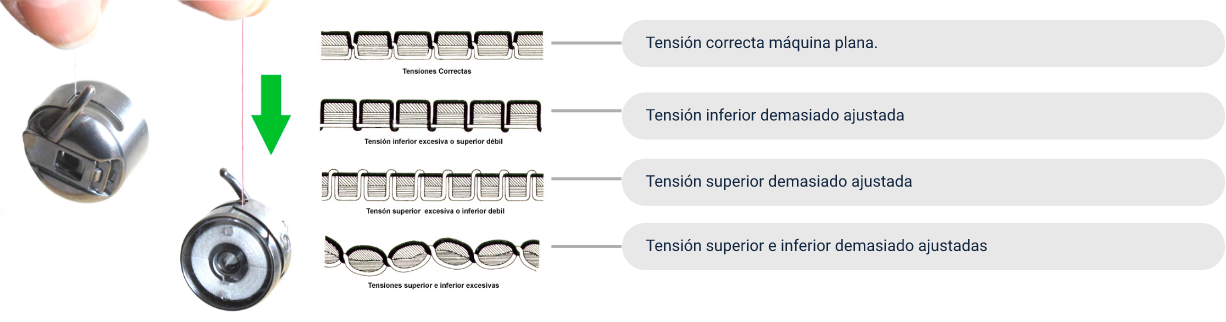 Tensiones Correctas
Tensión correcta máquina plana.
Tensión inferior excesiva o superior débil
Tensión inferior demasiado ajustada
Tensón superior excesiva o inferior debil
Tensión superior demasiado ajustada
Tensiones superior e inferior excesivas
Tensión superior e inferior demasiado ajustadas